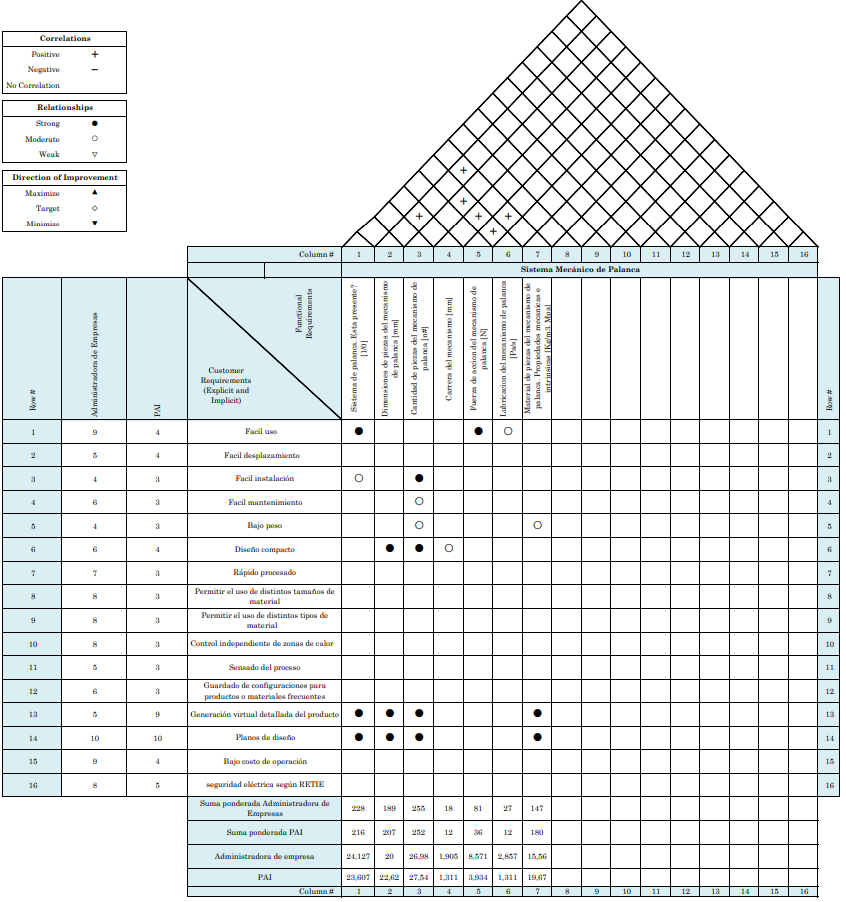 Correlations
Positive +
Negative −
No Correlation
Relationships
Strong ●
Moderate ○
Weak ▽
Direction of Improvement
Maximize ▲
Target ◇
Minimize ▼
+
+
+ + +
+
Column # 1 2 3 4 5 6 7 8 9 10 11 12 13 14 15 16
Sistema Mecánico de Palanca
Row #
Administradora de Empresas
PAI
Functional
Requirements
Customer
Requirements
(Explicit and
Implicit)
Sistema de palanca. Esta presente?
[1/0]
Dimensiones de piezas del mecanismo
de palanca [mm]
Cantidad de piezas del mecanismo de
palanca [n#]
Carrera del mecanismo [mm]
Fuerza de accion del mecanismo de
palanca [N]
Lubricacion del mecanismo de palanca
[Pa/s]
Material de piezas del mecanismo de
palanca. Propiedades mecanicas e
intrinsicas [Kg/m3, Mpa]
Row #
1 9 4 Facil uso ● ● ○ 1
2 5 4 Facil desplazamiento 2
3 4 3 Facil instalación ○ ● 3
4 6 3 Facil mantenimiento ○ 4
5 4 3 Bajo peso ○ ○ 5
6 6 4 Diseño compacto ● ● ○ 6
7 7 3 Rápido procesado 7
8 8 3 Permitir el uso de distintos tamaños de
material 8
9 8 3 Permitir el uso de distintos tipos de
material 9
10 8 3 Control independiente de zonas de calor 10
11 5 3 Sensado del proceso 11
12 6 3 Guardado de configuraciones para
productos o materiales frecuentes 12
13 5 9 Generación virtual detallada del producto ● ● ● ● 13
14 10 10 Planos de diseño ● ● ● ● 14
15 9 4 Bajo costo de operación 15
16 8 5 seguridad eléctrica según RETIE 16
Suma ponderada Administradora de
Empresas 228 189 255 18 81 27 147
Suma ponderada PAI 216 207 252 12 36 12 180
Administradora de empresa 24,127 20 26,98 1,905 8,571 2,857 15,56
PAI 23,607 22,62 27,54 1,311 3,934 1,311 19,67
Column # 1 2 3 4 5 6 7 8 9 10 11 12 13 14 15 16